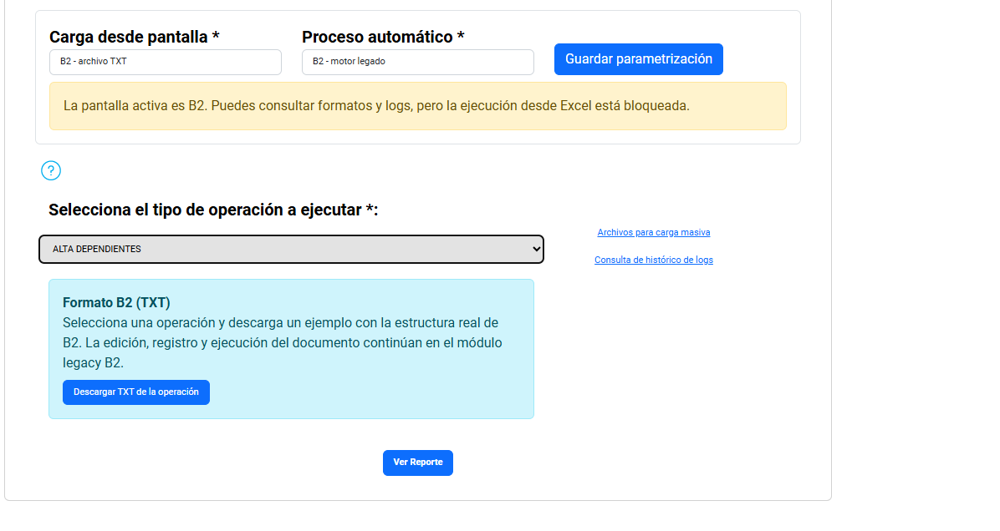 Carga desde pantalla *
Proceso automático *
B2 - archivo TXT
B2 - motor legado
Guardar parametrización
La pantalla activa es B2. Puedes consultar formatos y logs, pero la ejecución desde Excel está bloqueada.
?
Selecciona el tipo de operación a ejecutar *:
ALTA DEPENDIENTES
Archivos para carga masiva
Consulta de histórico de logs
Formato B2 (TXT)
Selecciona una operación y descarga un ejemplo con la estructura real de
B2. La edición, registro y ejecución del documento continúan en el módulo
legacy B2.
Descargar TXT de la operación
Ver Reporte